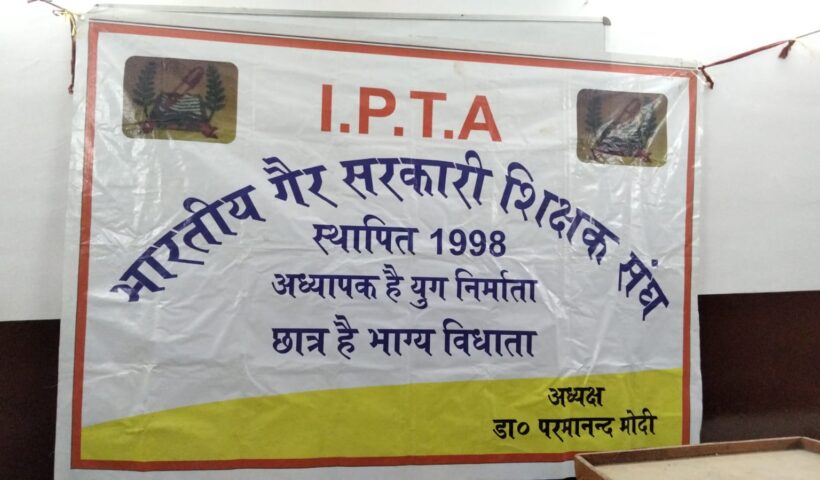 I.P.T.A
भारतीय गैर सरकारी शिक्षक संघ
स्थापित 1998
अध्यापक है युग निर्माता
छात्र है भाग्य विधाता
अध्यक्ष
डा० परमानन्द मोदी